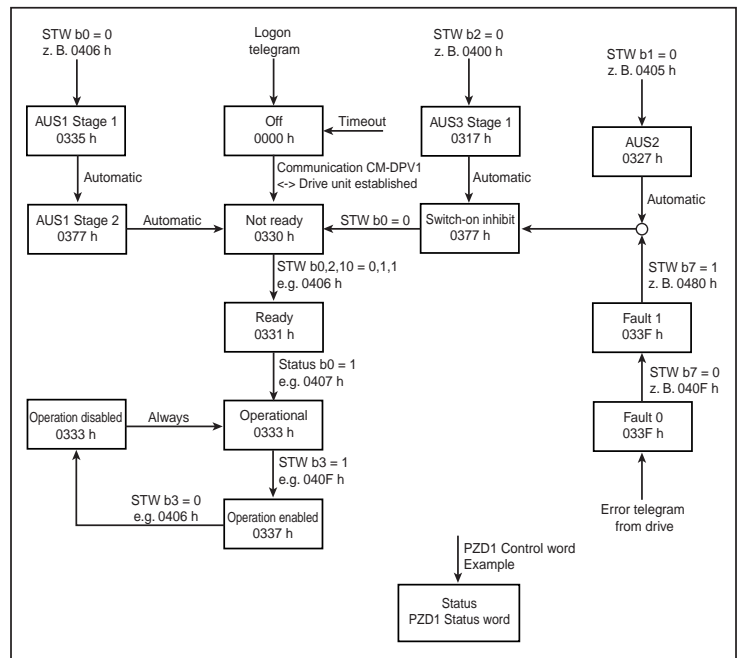 STW b0 = 0
z. B. 0406 h
Logon
telegram
STW b2 = 0
z. B. 0400 h
STW b1 = 0
z. B. 0405 h
AUS1 Stage 1
0335 h
Off
0000 h
Timeout
AUS3 Stage 1
0317 h
AUS2
0327 h
Automatic
Communication CM-DPV1
<-> Drive unit established
Automatic
Automatic
AUS1 Stage 2
0377 h
Automatic
Not ready
0330 h
STW b0 = 0
Switch-on inhibit
0377 h
STW b0,2,10 = 0,1,1
e.g. 0406 h
STW b7 = 1
z. B. 0480 h
Ready
0331 h
Fault 1
033F h
Status b0 = 1
e.g. 0407 h
STW b7 = 0
z. B. 040F h
Operation disabled
0333 h
Always
Operational
0333 h
Fault 0
033F h
STW b3 = 1
e.g. 040F h
STW b3 = 0
e.g. 0406 h
Operation enabled
0337 h
Error telegram
from drive
PZD1 Control word
Example
Status
PZD1 Status word